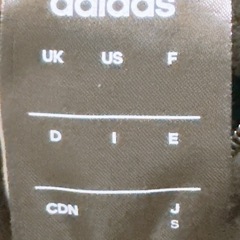 adidas
UK US F
D I E
CDN J
S